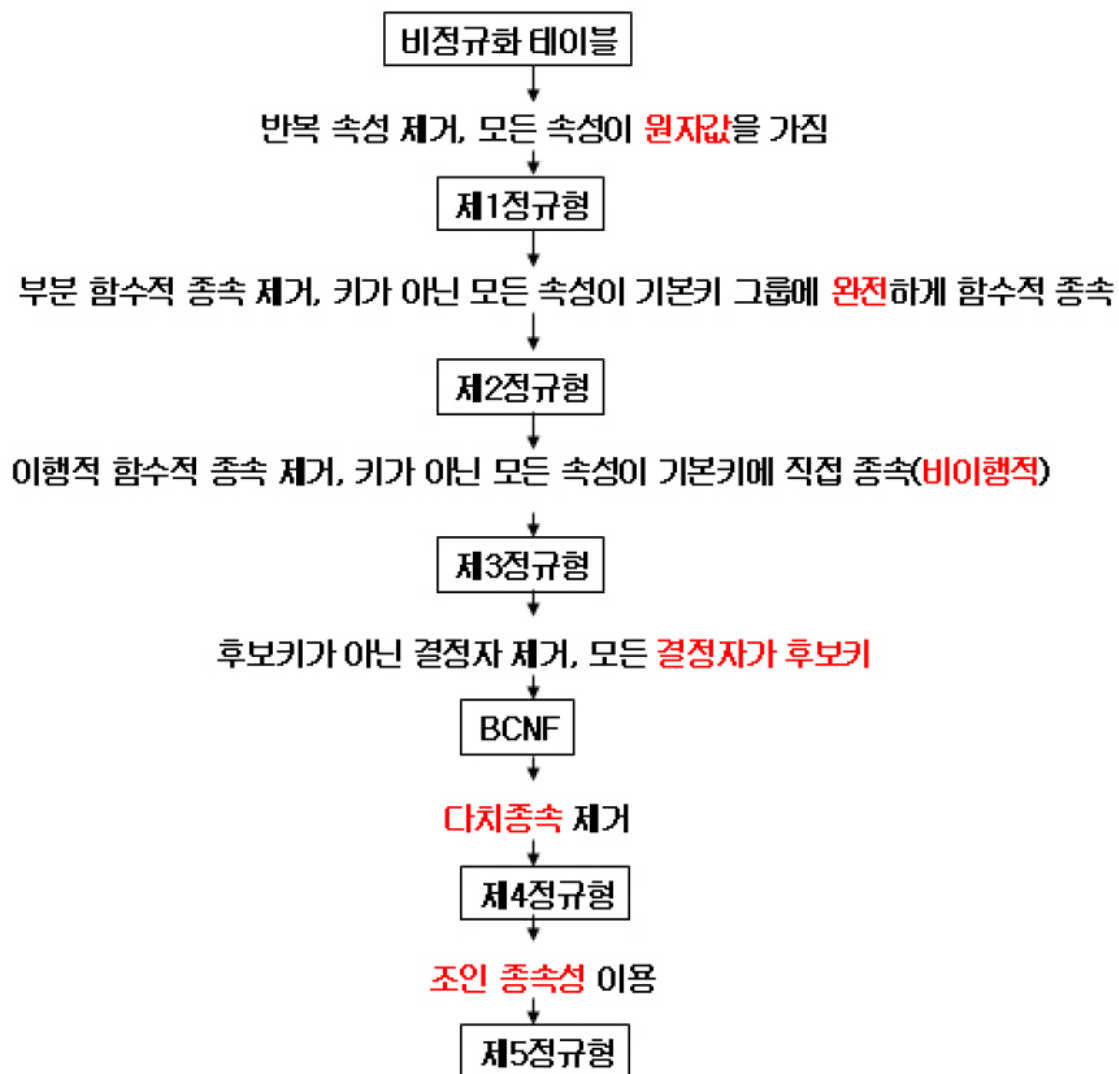 비정규화 테이블
반복 속성 제거, 모든 속성이 원자값을 가짐
제1정규형
부분 함수적 종속 제거, 키가 아닌 모든 속성이 기본키 그룹에 완전하게 함수적 종속
제2정규형
이행적 함수적 종속 제거, 키가 아닌 모든 속성이 기본키에 직접 종속(비이행적)
제3정규형
후보키가 아닌 결정자 제거, 모든 결정자가 후보키
BCNF
다치종속 제거
제4정규형
조인 종속성 이용
제5정규형